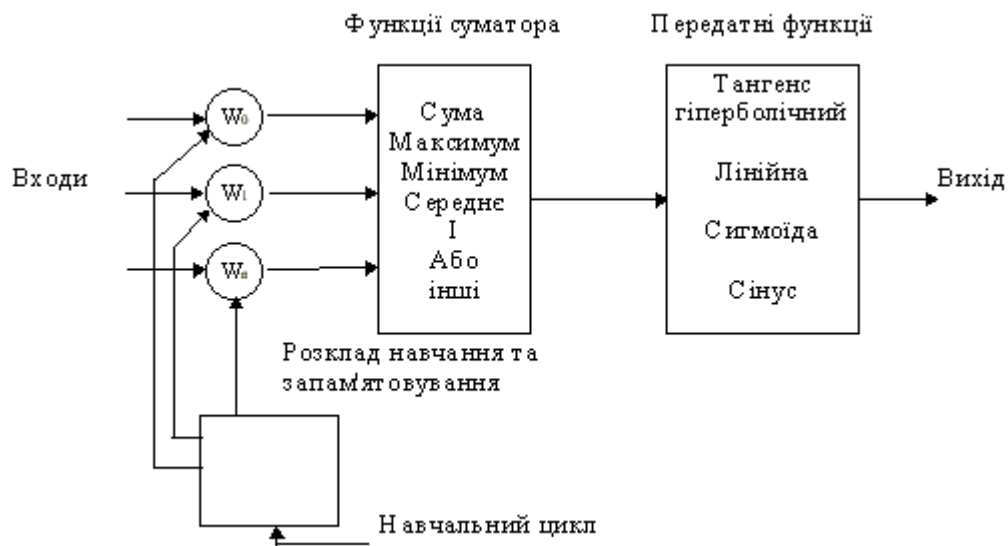 Функції суматора
Передатні функції
Входи
W₀
W₁
Wₙ
Сума
Максимум
Мінімум
Середнє
І
Або
інші
Тангенс
гіперболічний
Лінійна
Сигмоїда
Сінус
Вихід
Розклад навчання та
запам'ятовування
Навчальний цикл